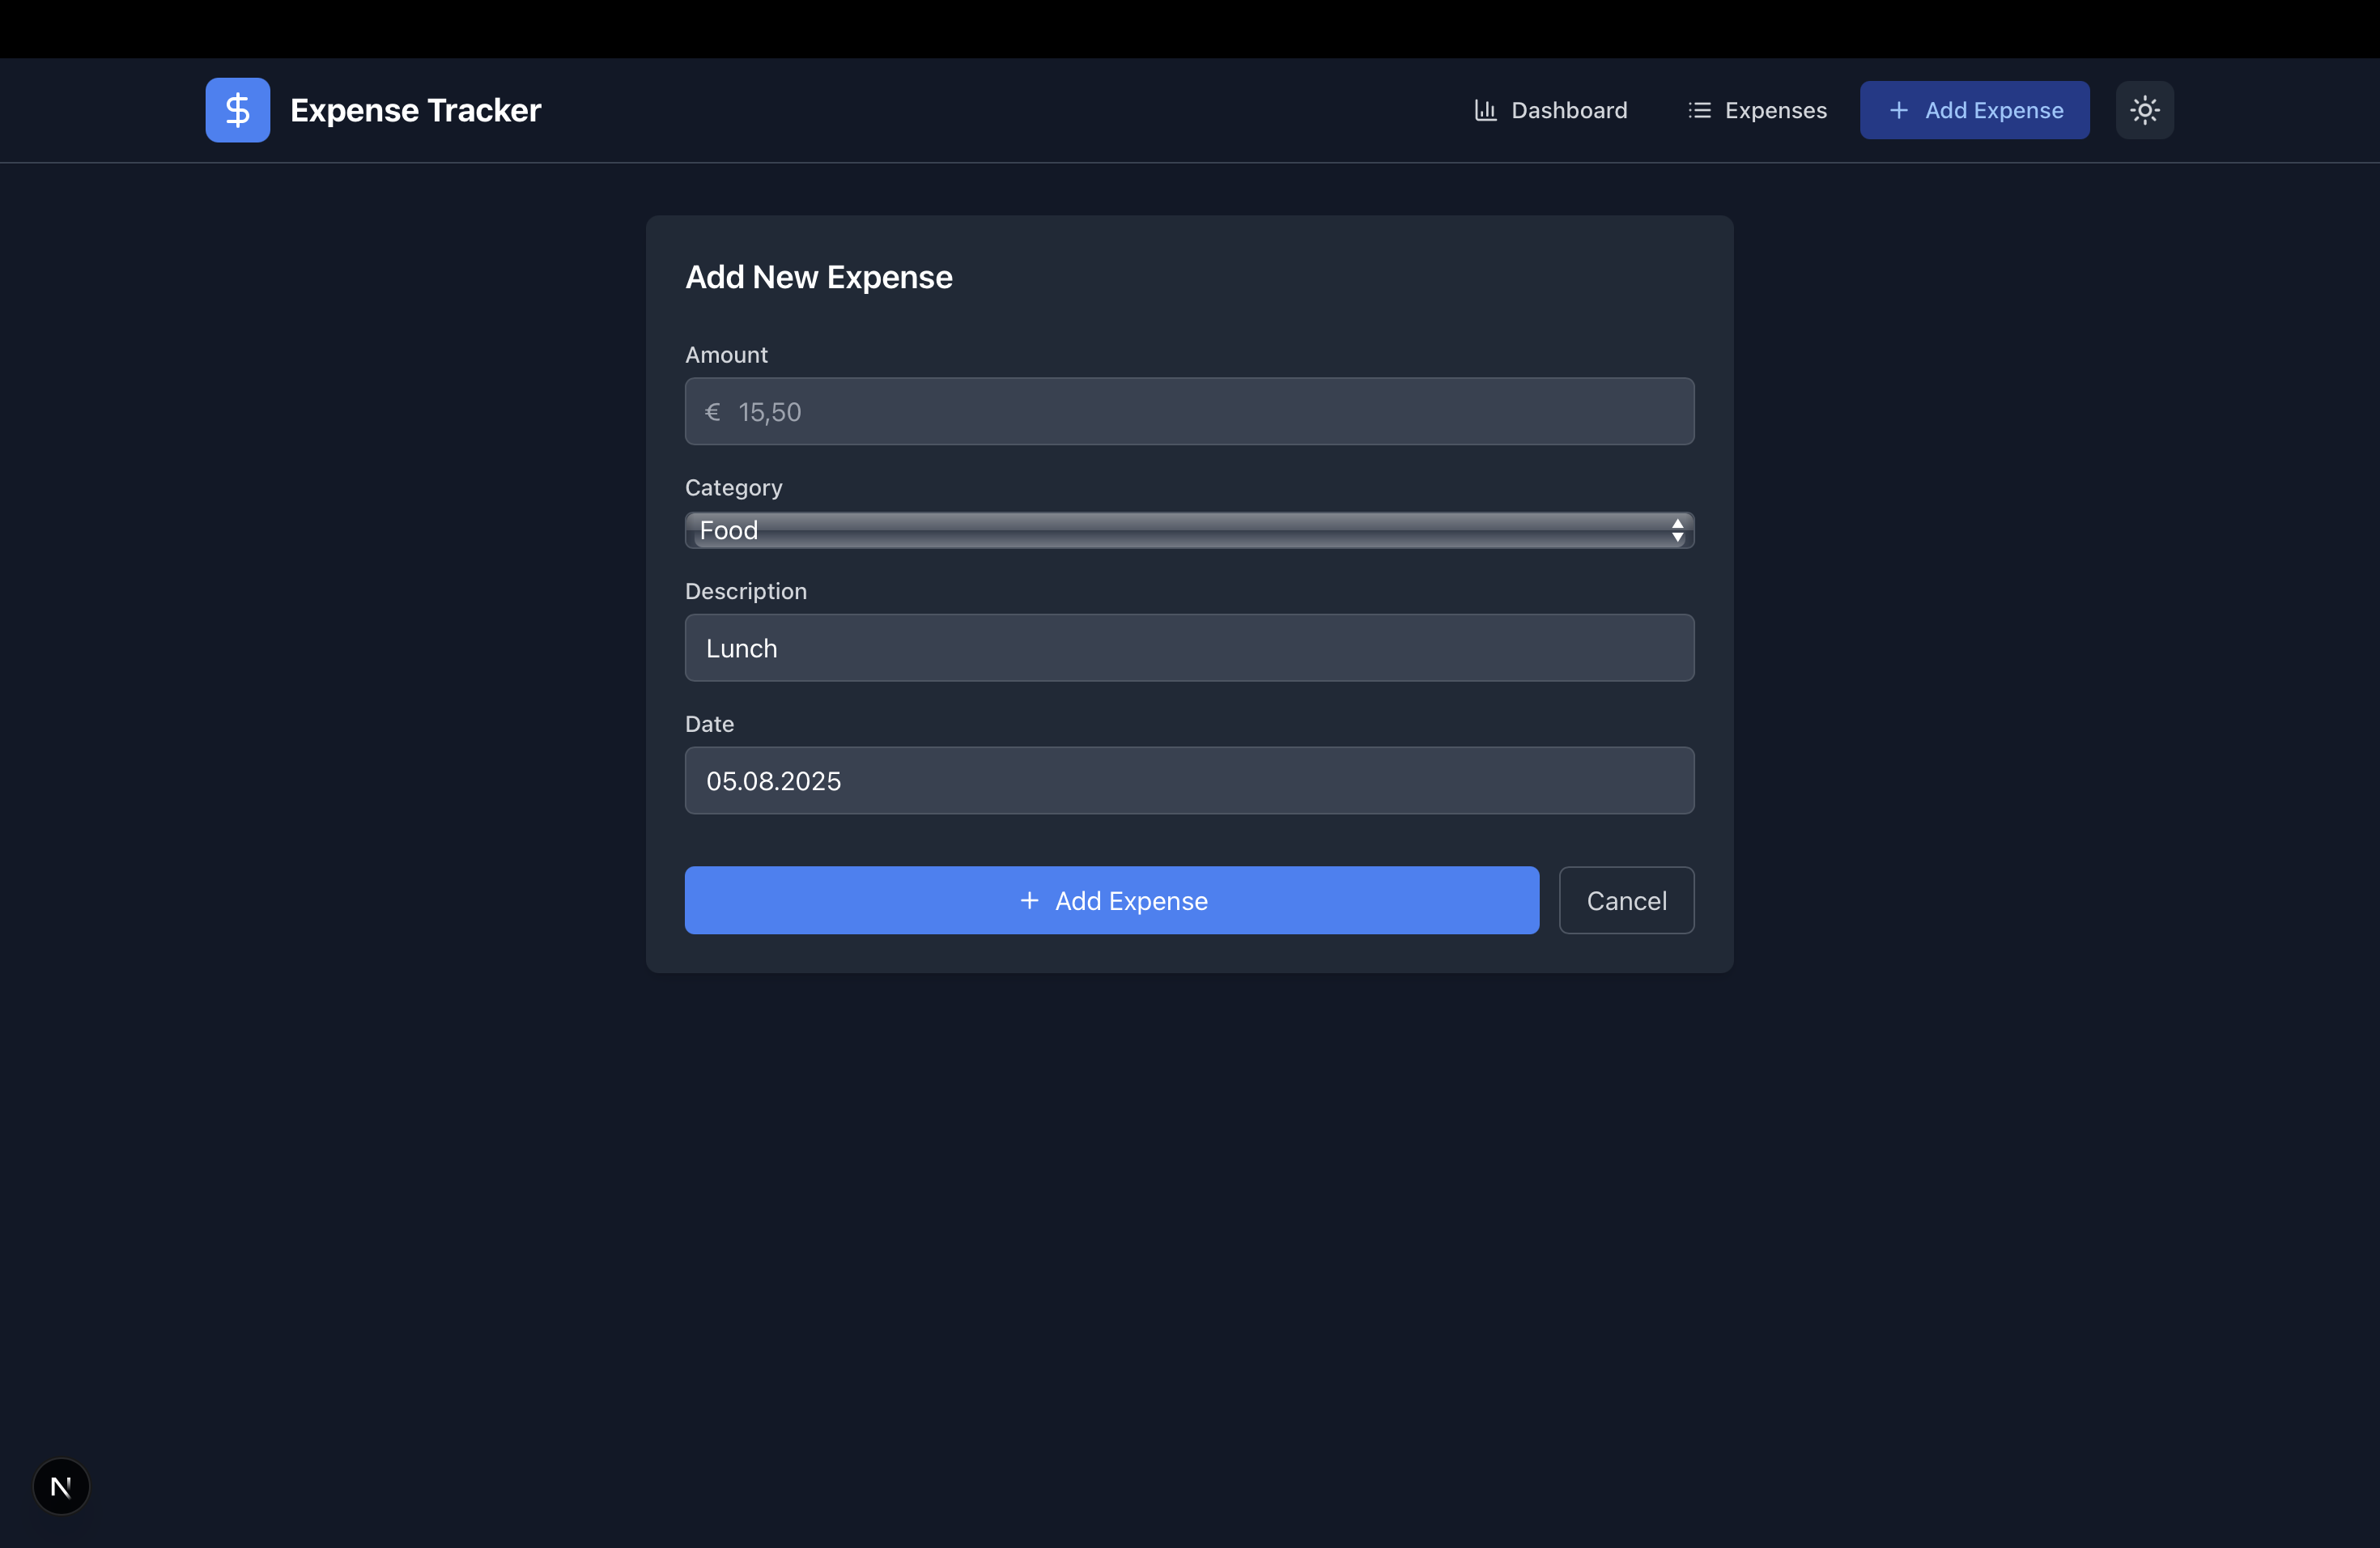 Expense Tracker
Dashboard
Expenses
+ Add Expense
Add New Expense
Amount
€ 15,50
Category
Food
Description
Lunch
Date
05.08.2025
+ Add Expense
Cancel
N